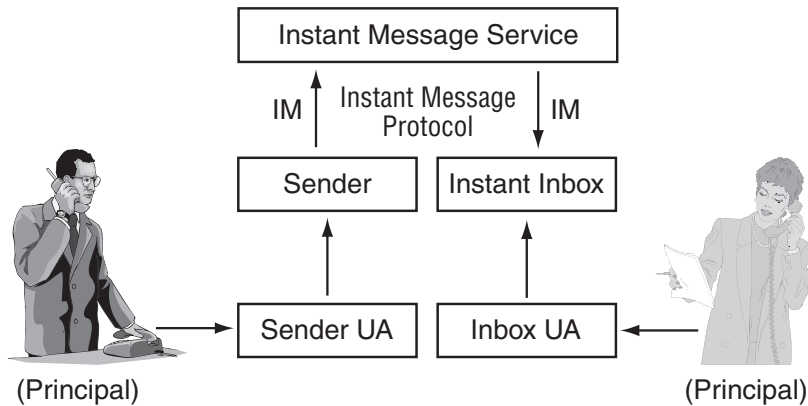 Instant Message Service
IM
Instant Message
Protocol
IM
Sender
Instant Inbox
Sender UA
Inbox UA
(Principal)
(Principal)